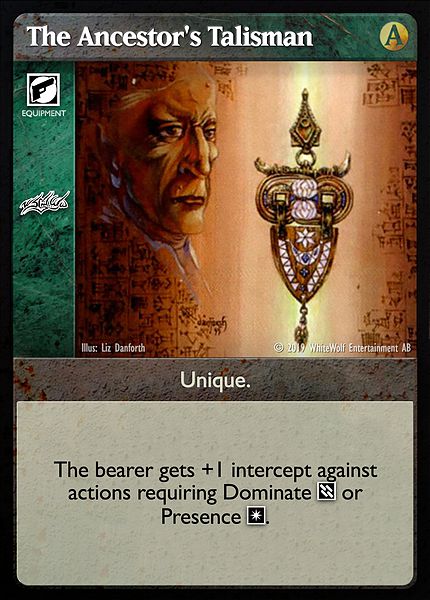 The Ancestor's Talisman
A
EQUIPMENT
Illus: Liz Danforth
© 2019 WhiteWolf Entertainment AB
Unique.
The bearer gets +1 intercept against
actions requiring Dominate or
Presence .